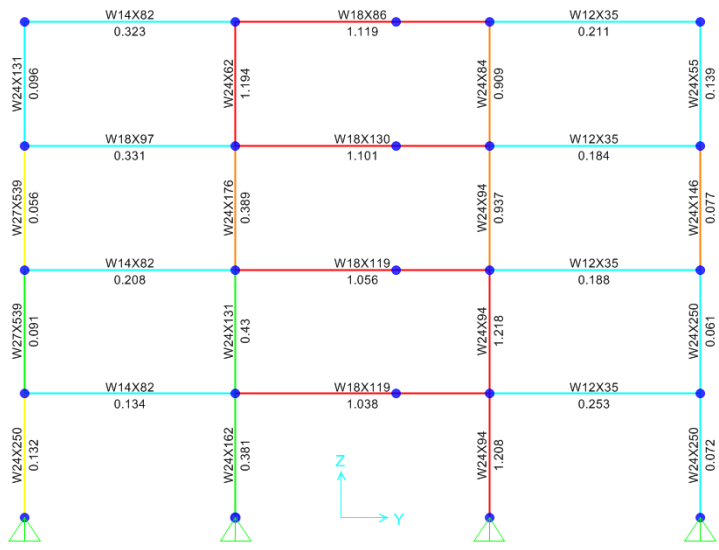 W14X82
0.323
W18X86
1.119
W12X35
0.211
W24X131
0.096
W24X62
1.194
W24X84
0.909
W24X55
0.139
W18X97
0.331
W18X130
1.101
W12X35
0.184
W27X539
0.056
W24X176
0.389
W24X94
0.937
W24X146
0.077
W14X82
0.208
W18X119
1.056
W12X35
0.188
W27X539
0.091
W24X131
0.43
W24X94
1.218
W24X250
0.061
W14X82
0.134
W18X119
1.038
W12X35
0.253
W24X250
0.132
W24X162
0.381
W24X94
1.208
W24X250
0.072
Z
Y